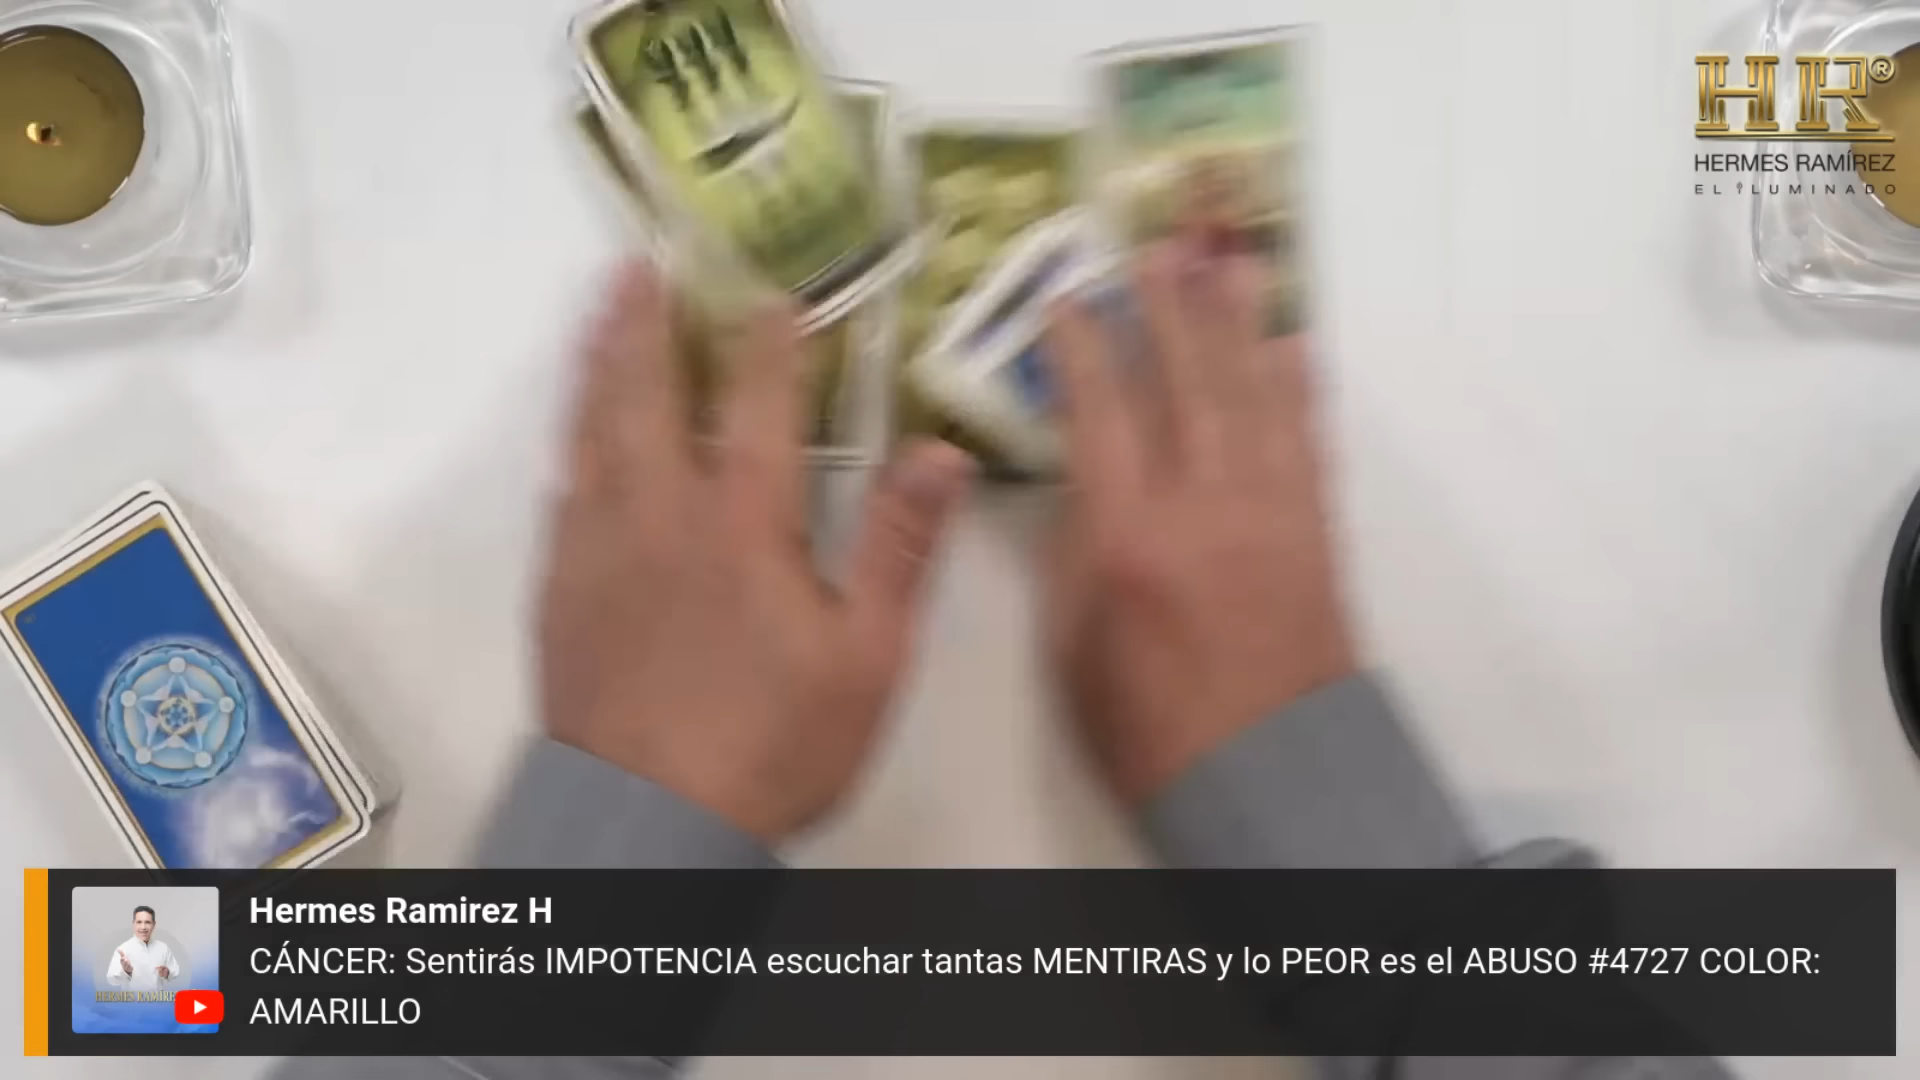 HR®
HERMES RAMÍREZ
EL ILUMINADO
Hermes Ramirez H
CÁNCER: Sentirás IMPOTENCIA escuchar tantas MENTIRAS y lo PEOR es el ABUSO #4727 COLOR:
AMARILLO